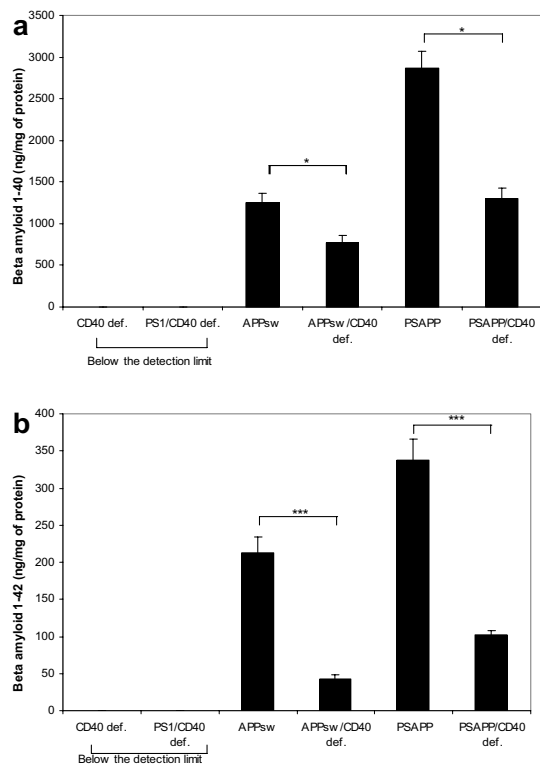 a
Beta amyloid 1-40 (ng/mg of protein)
3500
3000
2500
2000
1500
1000
500
0
*
*
CD40 def. PS1/CD40 def. APPsw APPsw/CD40 def. PSAPP PSAPP/CD40 def.
Below the detection limit
b
Beta amyloid 1-42 (ng/mg of protein)
400
350
300
250
200
150
100
50
0
***
***
CD40 def. PS1/CD40 def. APPsw APPsw/CD40 def. PSAPP PSAPP/CD40 def.
Below the detection limit